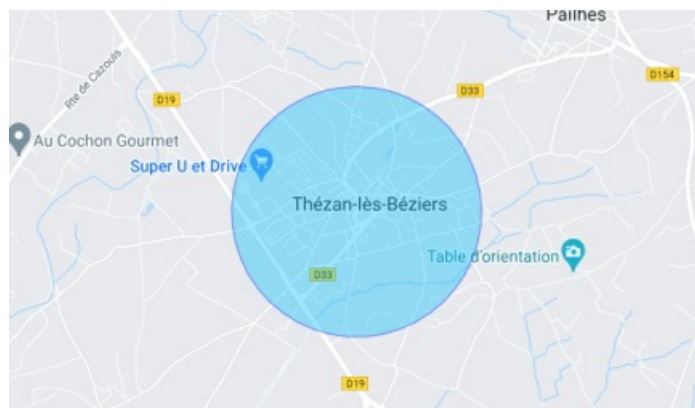 Pailhès
D154
Rte de Cazouls
D19
D33
Au Cochon Gourmet
Super U et Drive
Thézan-lès-Béziers
Table d'orientation
D33
D19